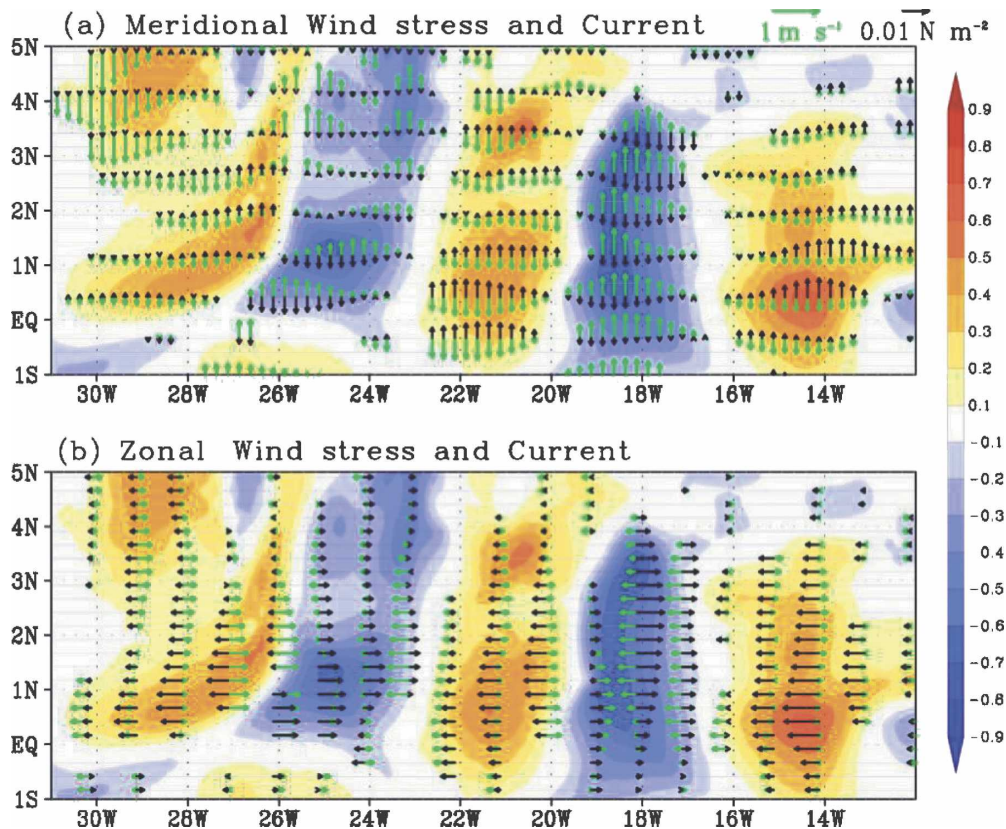 (a) Meridional Wind stress and Current
1 m s⁻¹ 0.01 N m⁻²
5N
4N
3N
2N
1N
EQ
1S
30W 28W 26W 24W 22W 20W 18W 16W 14W
(b) Zonal Wind stress and Current
5N
4N
3N
2N
1N
EQ
1S
30W 28W 26W 24W 22W 20W 18W 16W 14W
0.9
0.7
0.6
0.5
0.4
0.3
0.2
0.1
-0.1
-0.2
-0.3
-0.4
-0.5
-0.6
-0.7
-0.9